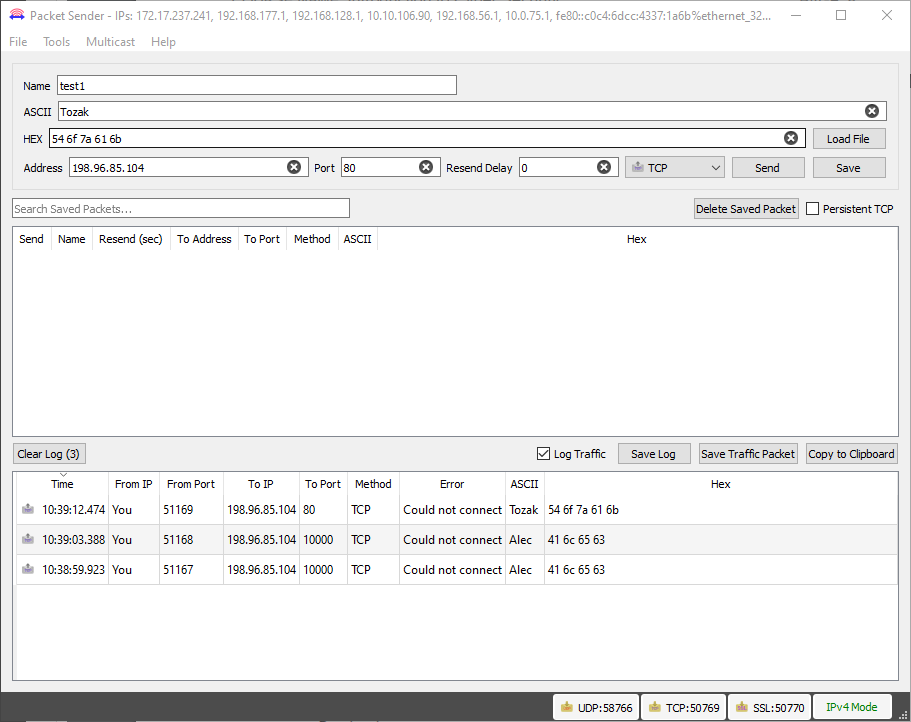 Packet Sender - IPs: 172.17.237.241, 192.168.177.1, 192.168.128.1, 10.10.106.90, 192.168.56.1, 10.0.75.1, fe80::c0c4:6dcc:4337:1a6b%ethernet_32...
File Tools Multicast Help
Name test1
ASCII Tozak
HEX 54 6f 7a 61 6b Load File
Address 198.96.85.104 Port 80 Resend Delay 0 TCP Send Save
Search Saved Packets... Delete Saved Packet Persistent TCP
Send Name Resend (sec) To Address To Port Method ASCII Hex
Clear Log (3) Log Traffic Save Log Save Traffic Packet Copy to Clipboard
Time From IP From Port To IP To Port Method Error ASCII Hex
10:39:12.474 You 51169 198.96.85.104 80 TCP Could not connect Tozak 54 6f 7a 61 6b
10:39:03.388 You 51168 198.96.85.104 10000 TCP Could not connect Alec 41 6c 65 63
10:38:59.923 You 51167 198.96.85.104 10000 TCP Could not connect Alec 41 6c 65 63
UDP:58766 TCP:50769 SSL:50770 IPv4 Mode